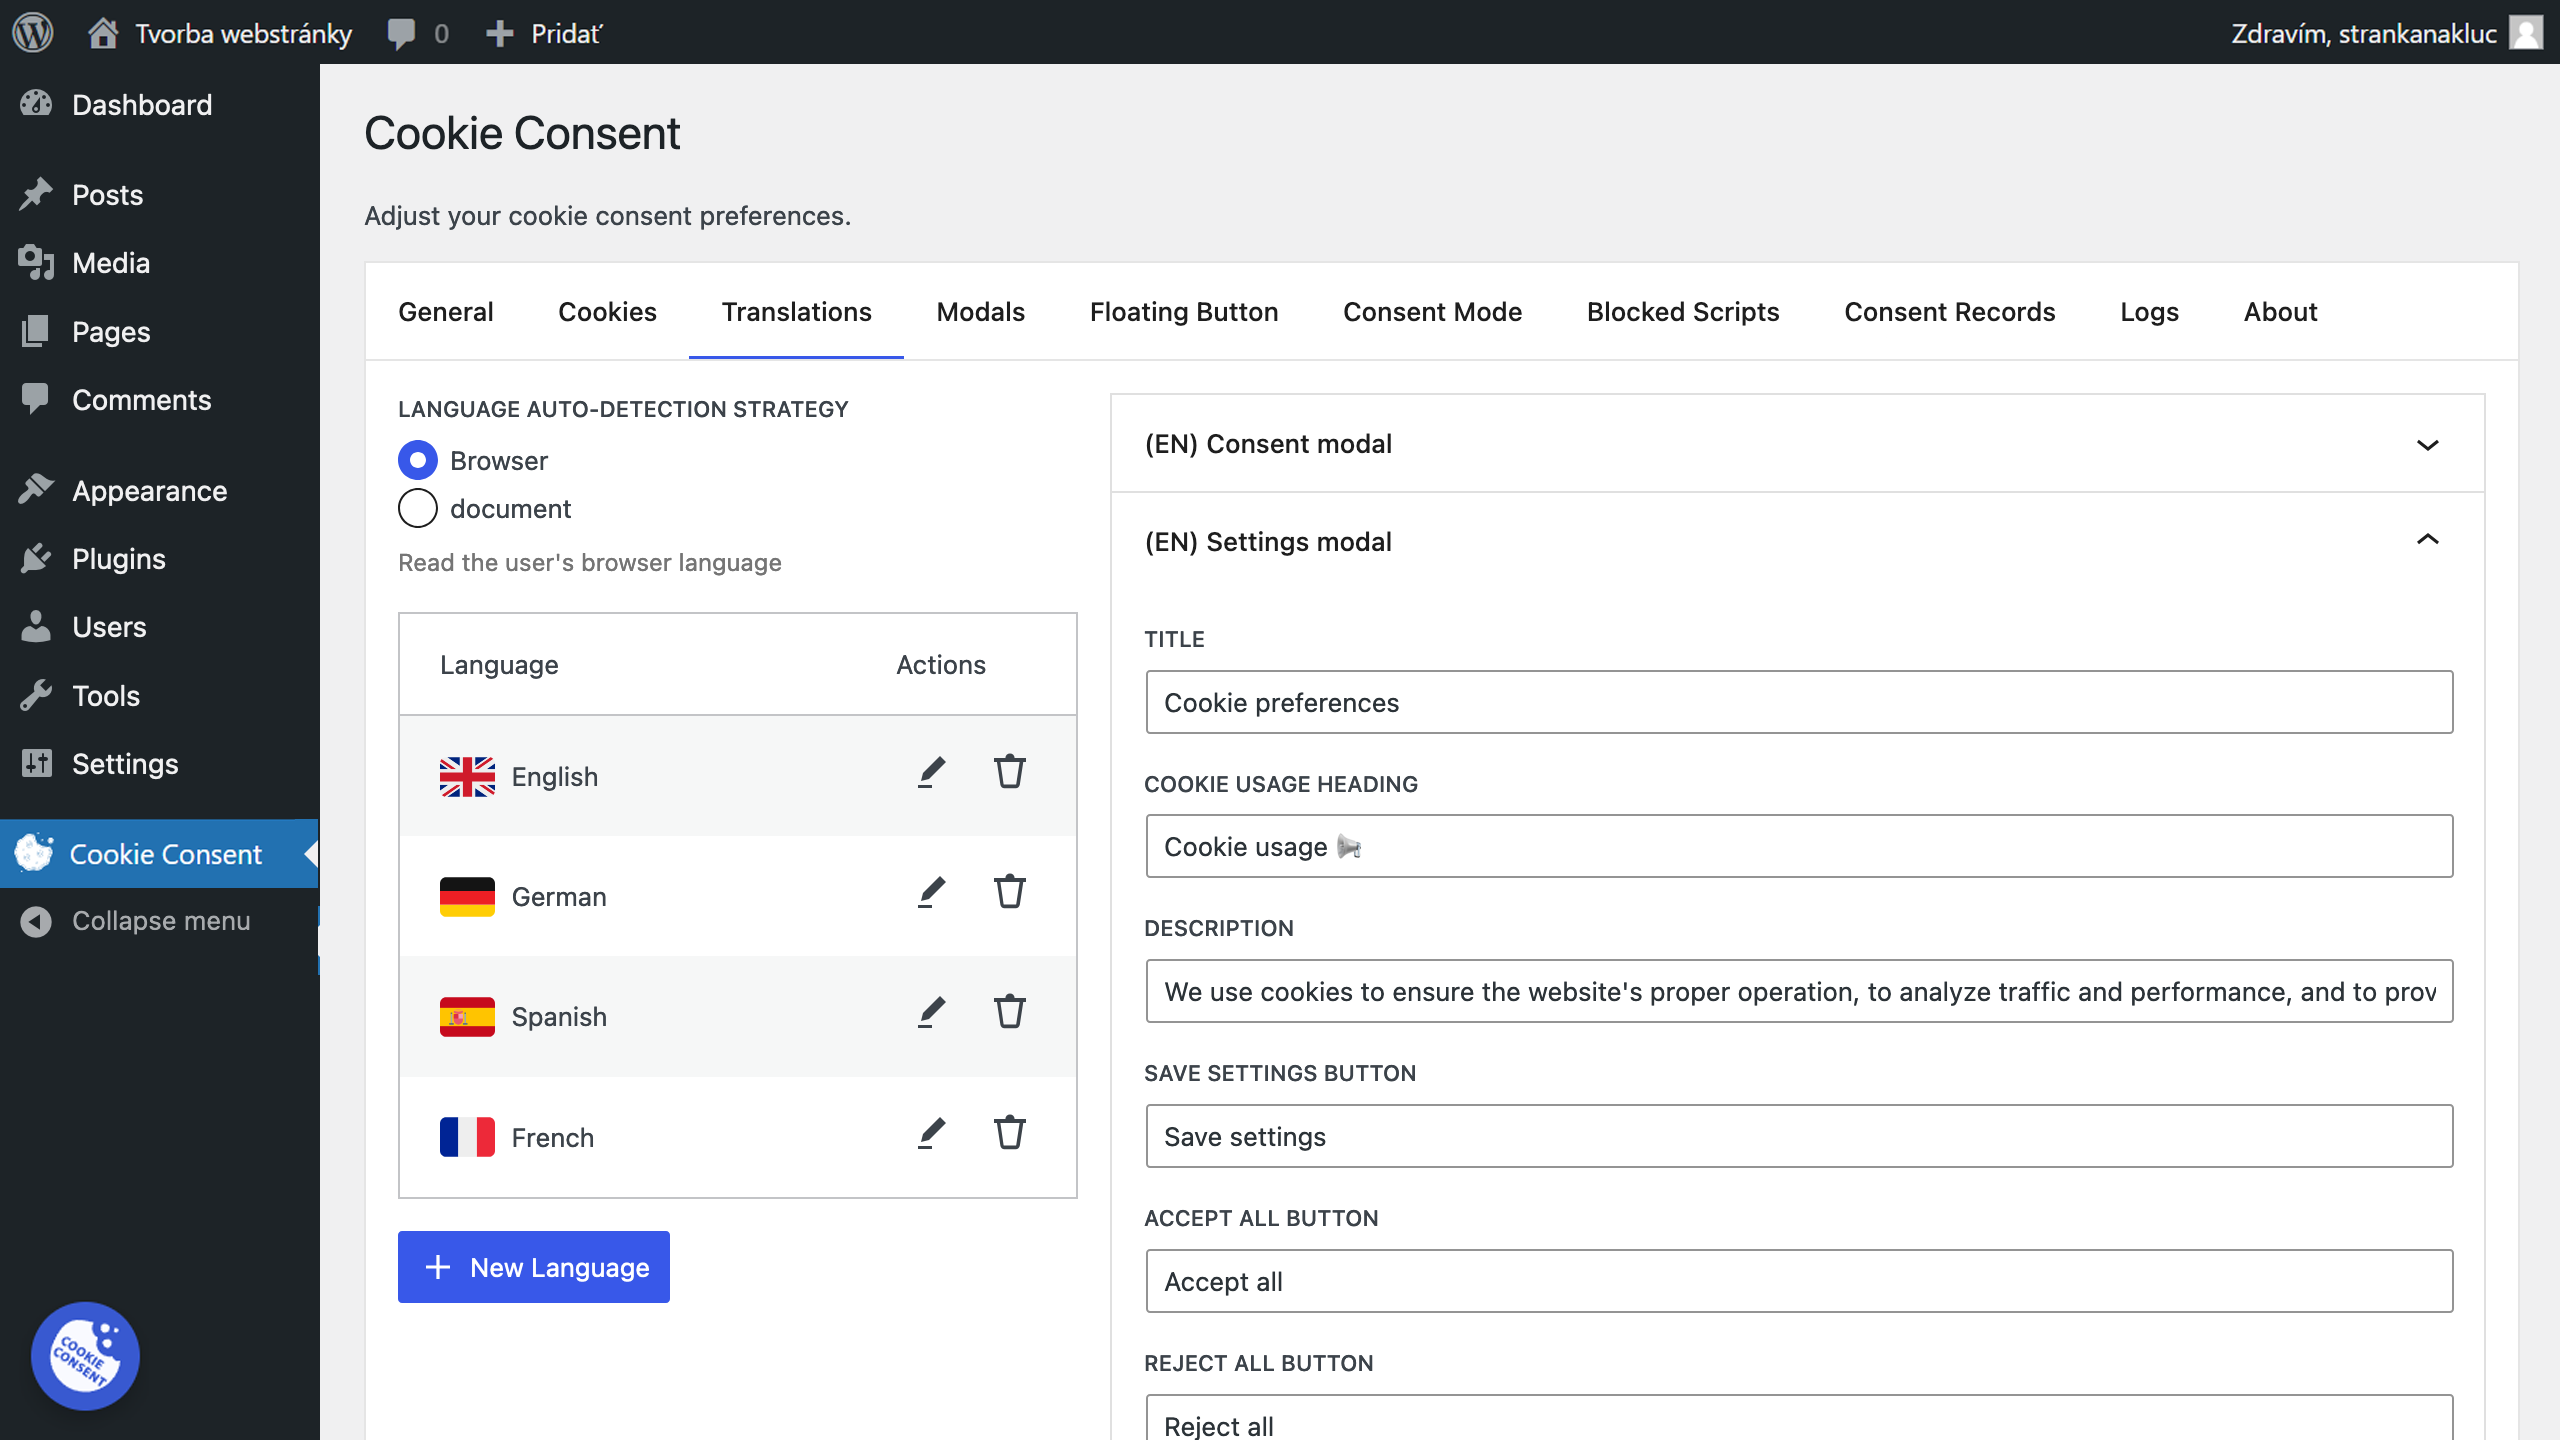 Tvorba webstránky
0
Pridať
Zdravím, strankanakluc
Dashboard
Posts
Media
Pages
Comments
Appearance
Plugins
Users
Tools
Settings
Cookie Consent
Collapse menu
COOKIE
CONSENT
Cookie Consent
Adjust your cookie consent preferences.
General
Cookies
Translations
Modals
Floating Button
Consent Mode
Blocked Scripts
Consent Records
Logs
About
LANGUAGE AUTO-DETECTION STRATEGY
Browser
document
Read the user's browser language
Language
Actions
English
German
Spanish
French
New Language
(EN) Consent modal
(EN) Settings modal
TITLE
Cookie preferences
COOKIE USAGE HEADING
Cookie usage 📢
DESCRIPTION
We use cookies to ensure the website's proper operation, to analyze traffic and performance, and to prov
SAVE SETTINGS BUTTON
Save settings
ACCEPT ALL BUTTON
Accept all
REJECT ALL BUTTON
Reject all